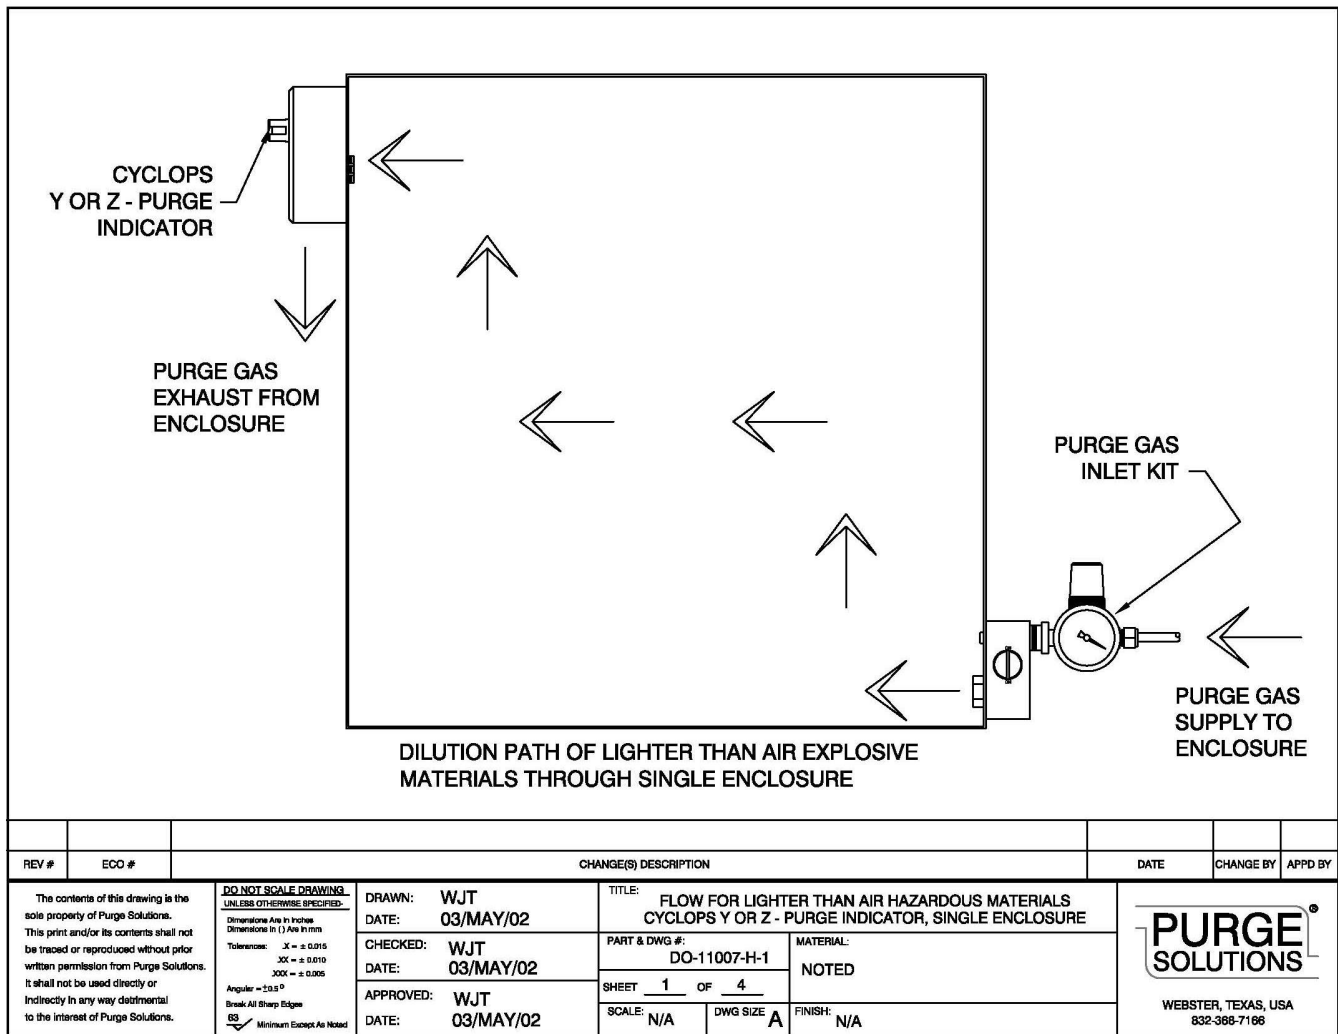 CYCLOPS
Y OR Z - PURGE
INDICATOR
PURGE GAS
EXHAUST FROM
ENCLOSURE
PURGE GAS
INLET KIT
PURGE GAS
SUPPLY TO
ENCLOSURE
DILUTION PATH OF LIGHTER THAN AIR EXPLOSIVE
MATERIALS THROUGH SINGLE ENCLOSURE
REV # ECO # CHANGE(S) DESCRIPTION DATE CHANGE BY APPD BY
The contents of this drawing is the
sole property of Purge Solutions.
This print and/or its contents shall not
be traced or reproduced without prior
written permission from Purge Solutions.
It shall not be used directly or
indirectly in any way detrimental
to the interest of Purge Solutions.
DO NOT SCALE DRAWING
UNLESS OTHERWISE SPECIFIED-
Dimensions Are in Inches
Dimensions in ( ) Are in mm
Tolerances: .X = ± 0.015
.XX = ± 0.010
.XXX = ± 0.005
Angular = ±0.5°
Break All Sharp Edges
63 Minimum Except As Noted
DRAWN: WJT
DATE: 03/MAY/02
CHECKED: WJT
DATE: 03/MAY/02
APPROVED: WJT
DATE: 03/MAY/02
TITLE: FLOW FOR LIGHTER THAN AIR HAZARDOUS MATERIALS
CYCLOPS Y OR Z - PURGE INDICATOR, SINGLE ENCLOSURE
PART & DWG #:
DO-11007-H-1
MATERIAL:
NOTED
SHEET 1 OF 4
SCALE: N/A
DWG SIZE A
FINISH: N/A
PURGE®
SOLUTIONS
WEBSTER, TEXAS, USA
832-368-7166